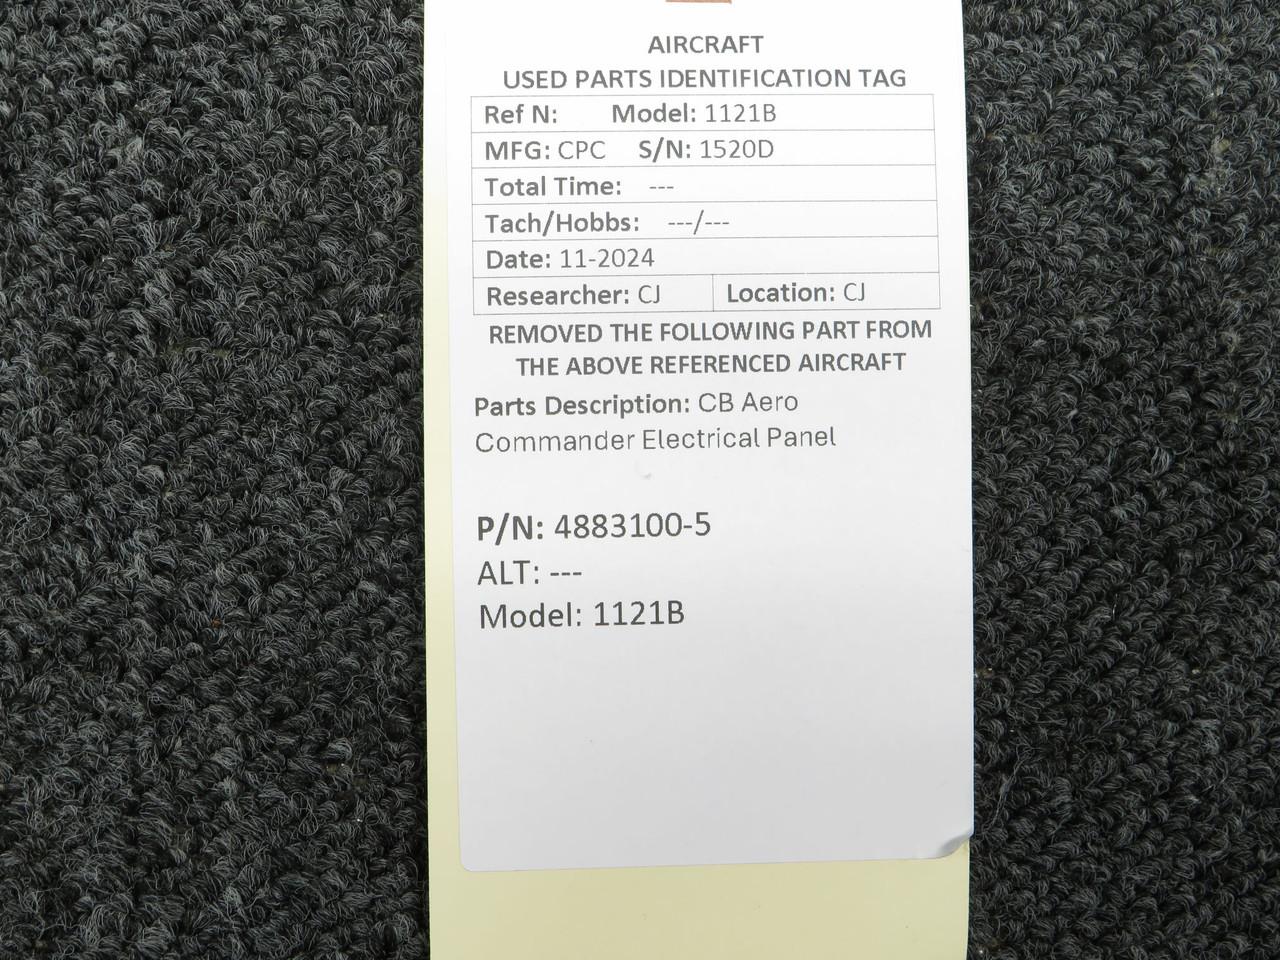 AIRCRAFT
USED PARTS IDENTIFICATION TAG
Ref N: Model: 1121B
MFG: CPC S/N: 1520D
Total Time: ---
Tach/Hobbs: ---/---
Date: 11-2024
Researcher: CJ Location: CJ
REMOVED THE FOLLOWING PART FROM
THE ABOVE REFERENCED AIRCRAFT
Parts Description: CB Aero
Commander Electrical Panel
P/N: 4883100-5
ALT: ---
Model: 1121B